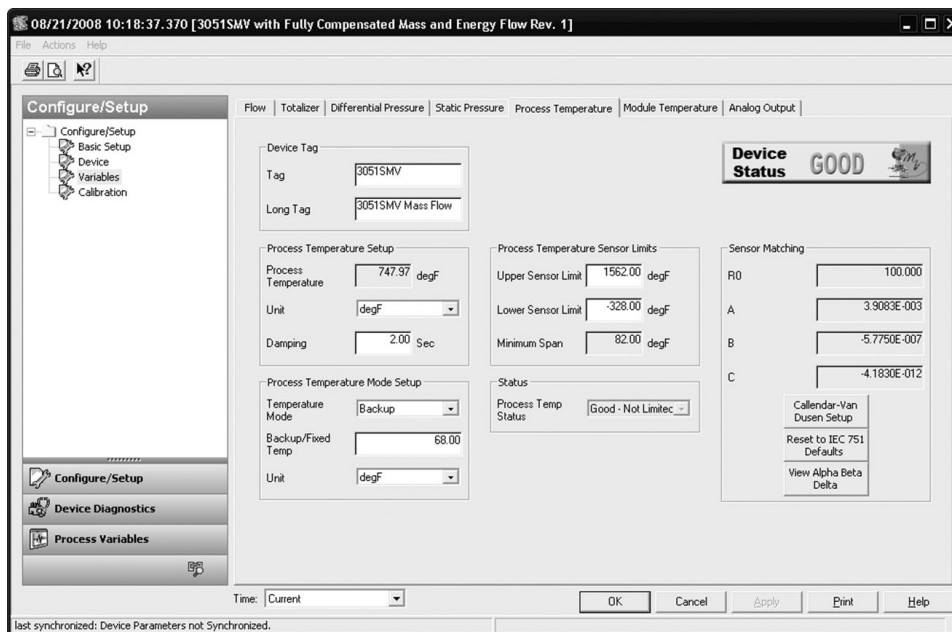 08/21/2008 10:18:37.370 [3051SMV with Fully Compensated Mass and Energy Flow Rev. 1]
File Actions Help
Configure/Setup
Configure/Setup
Basic Setup
Device
Variables
Calibration
Configure/Setup
Device Diagnostics
Process Variables
Flow Totalizer Differential Pressure Static Pressure Process Temperature Module Temperature Analog Output
Device Tag
Tag 3051SMV
Long Tag 3051SMV Mass Flow
Device Status GOOD
Process Temperature Setup
Process Temperature 747.97 degF
Unit degF
Damping 2.00 Sec
Process Temperature Sensor Limits
Upper Sensor Limit 1562.00 degF
Lower Sensor Limit -328.00 degF
Minimum Span 82.00 degF
Sensor Matching
R0 100.000
A 3.9083E-003
B -5.7750E-007
C -4.1830E-012
Callendar-Van Dusen Setup
Reset to IEC 751 Defaults
View Alpha Beta Delta
Process Temperature Mode Setup
Temperature Mode Backup
Backup/Fixed Temp 68.00
Unit degF
Status
Process Temp Status Good - Not Limitec
Time: Current
OK Cancel Apply Print Help
last synchronized: Device Parameters not Synchronized.